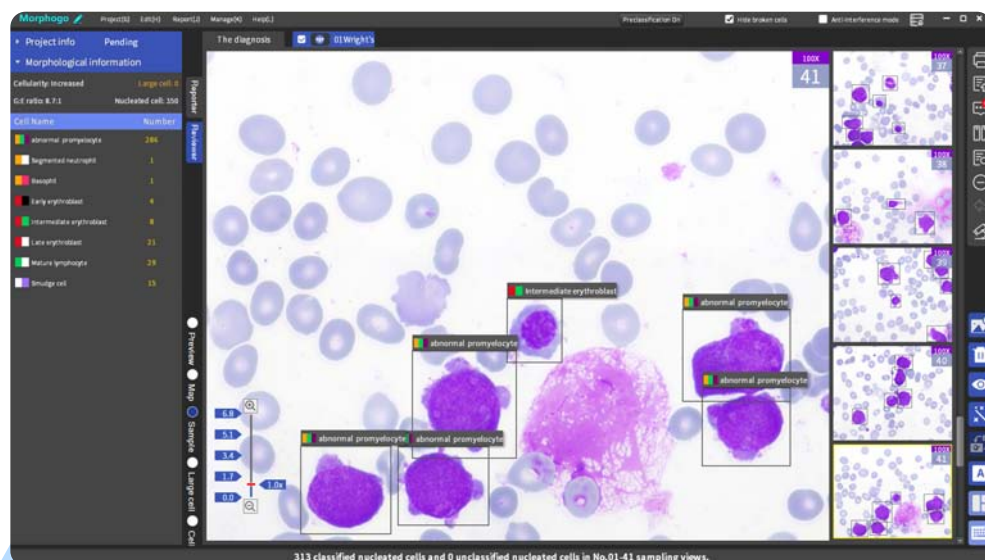 Morphogo Project(S) Edit(H) Report(J) Manage(K) Help(L) Preclassification On Hide broken cells Anti-interference mode
Project info Pending
Morphological information
Cellularity: Increased Large cell: 0
G:E ratio: 8.7:1 Nucleated cell: 350
Cell Name Number
abnormal promyelocyte 286
Segmented neutrophil 1
Basophil 1
Early erythroblast
Intermediate erythroblast 8
Late erythroblast 21
Mature lymphocyte 28
Smudge cell 15
Reporter
Reviewer
Preview
Map
Sample
Large cell
Cell
The diagnosis 01Wright's
100X
41
Intermediate erythroblast
abnormal promyelocyte
abnormal promyelocyte
abnormal promyelocyte
abnormal promyelocyte abnormal promyelocyte
6.8
5.1
3.4
1.7
1.0x
0.0
100X
37
100X
38
100X
39
100X
40
100X
41
A
313 classified nucleated cells and 0 unclassified nucleated cells in No.01-41 sampling views.